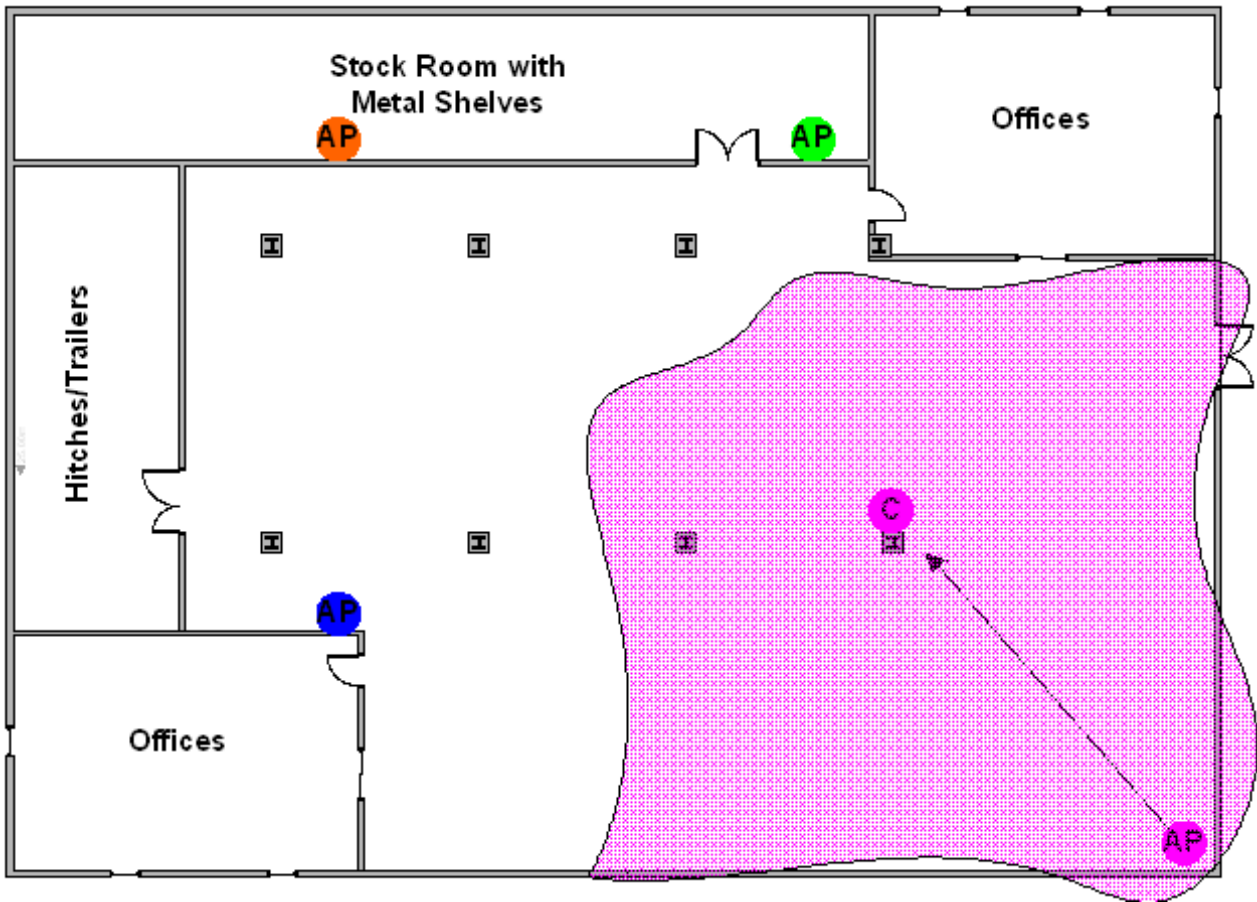 Stock Room with
Metal Shelves
AP
AP
Offices
I
I
I
I
Hitches/Trailers
C
I
I
I
I
AP
Offices
AP